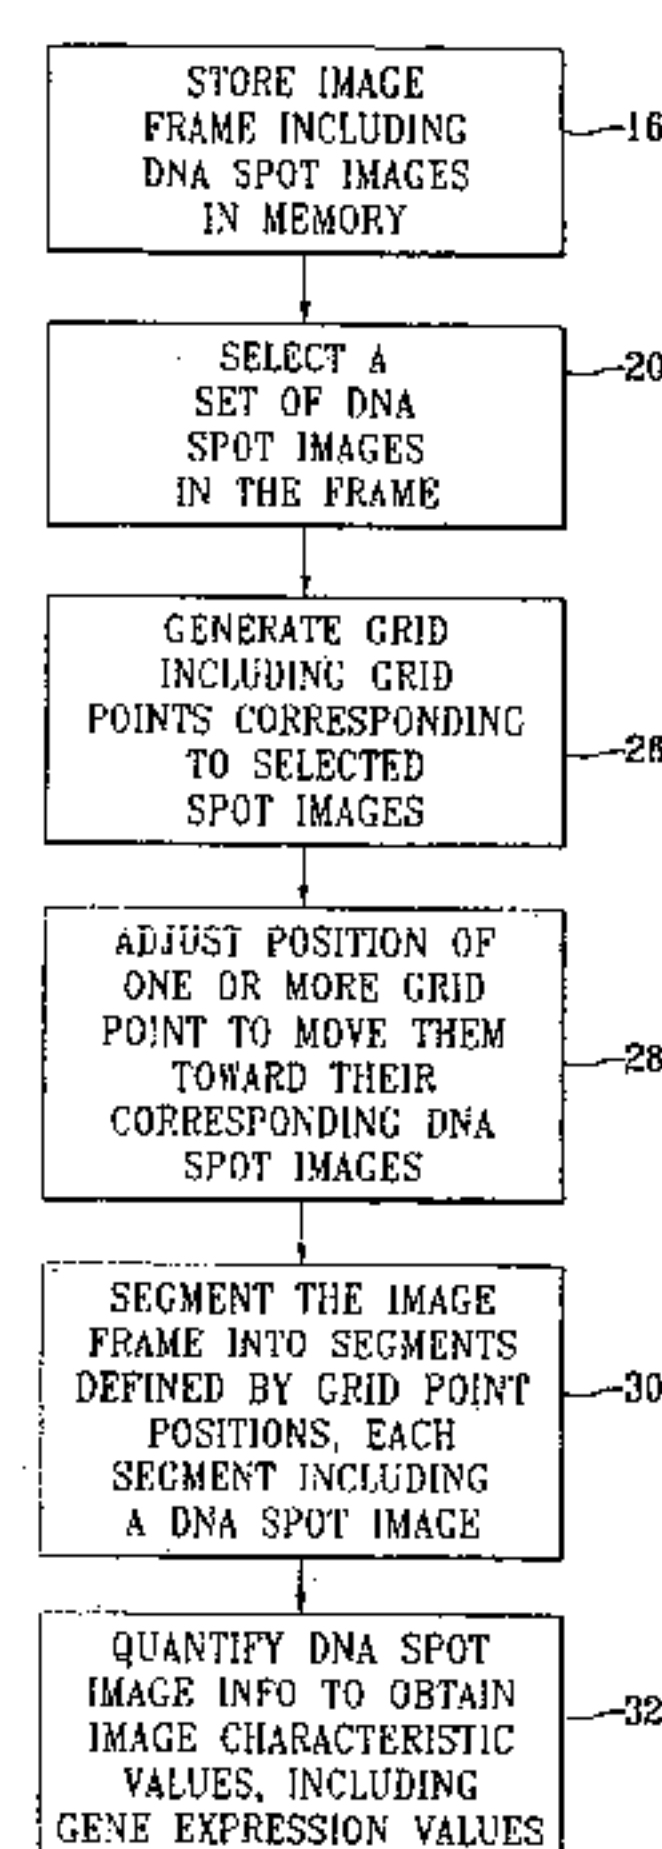 STORE IMAGE
FRAME INCLUDING
DNA SPOT IMAGES
IN MEMORY
16
SELECT A
SET OF DNA
SPOT IMAGES
IN THE FRAME
20
GENERATE GRID
INCLUDING GRID
POINTS CORRESPONDING
TO SELECTED
SPOT IMAGES
ADJUST POSITION OF
ONE OR MORE GRID
POINT TO MOVE THEM
TOWARD THEIR
CORRESPONDING DNA
SPOT IMAGES
28
SEGMENT THE IMAGE
FRAME INTO SEGMENTS
DEFINED BY GRID POINT
POSITIONS, EACH
SEGMENT INCLUDING
A DNA SPOT IMAGE
30
QUANTIFY DNA SPOT
IMAGE INFO TO OBTAIN
IMAGE CHARACTERISTIC
VALUES, INCLUDING
GENE EXPRESSION VALUES
32